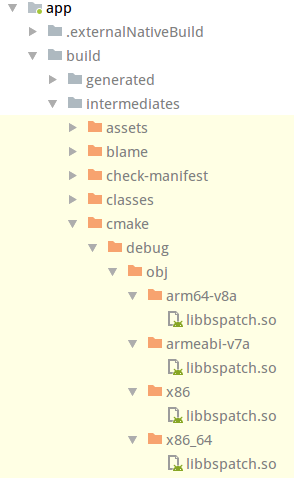 app
.externalNativeBuild
build
generated
intermediates
assets
blame
check-manifest
classes
cmake
debug
obj
arm64-v8a
libbspatch.so
armeabi-v7a
libbspatch.so
x86
libbspatch.so
x86_64
libbspatch.so